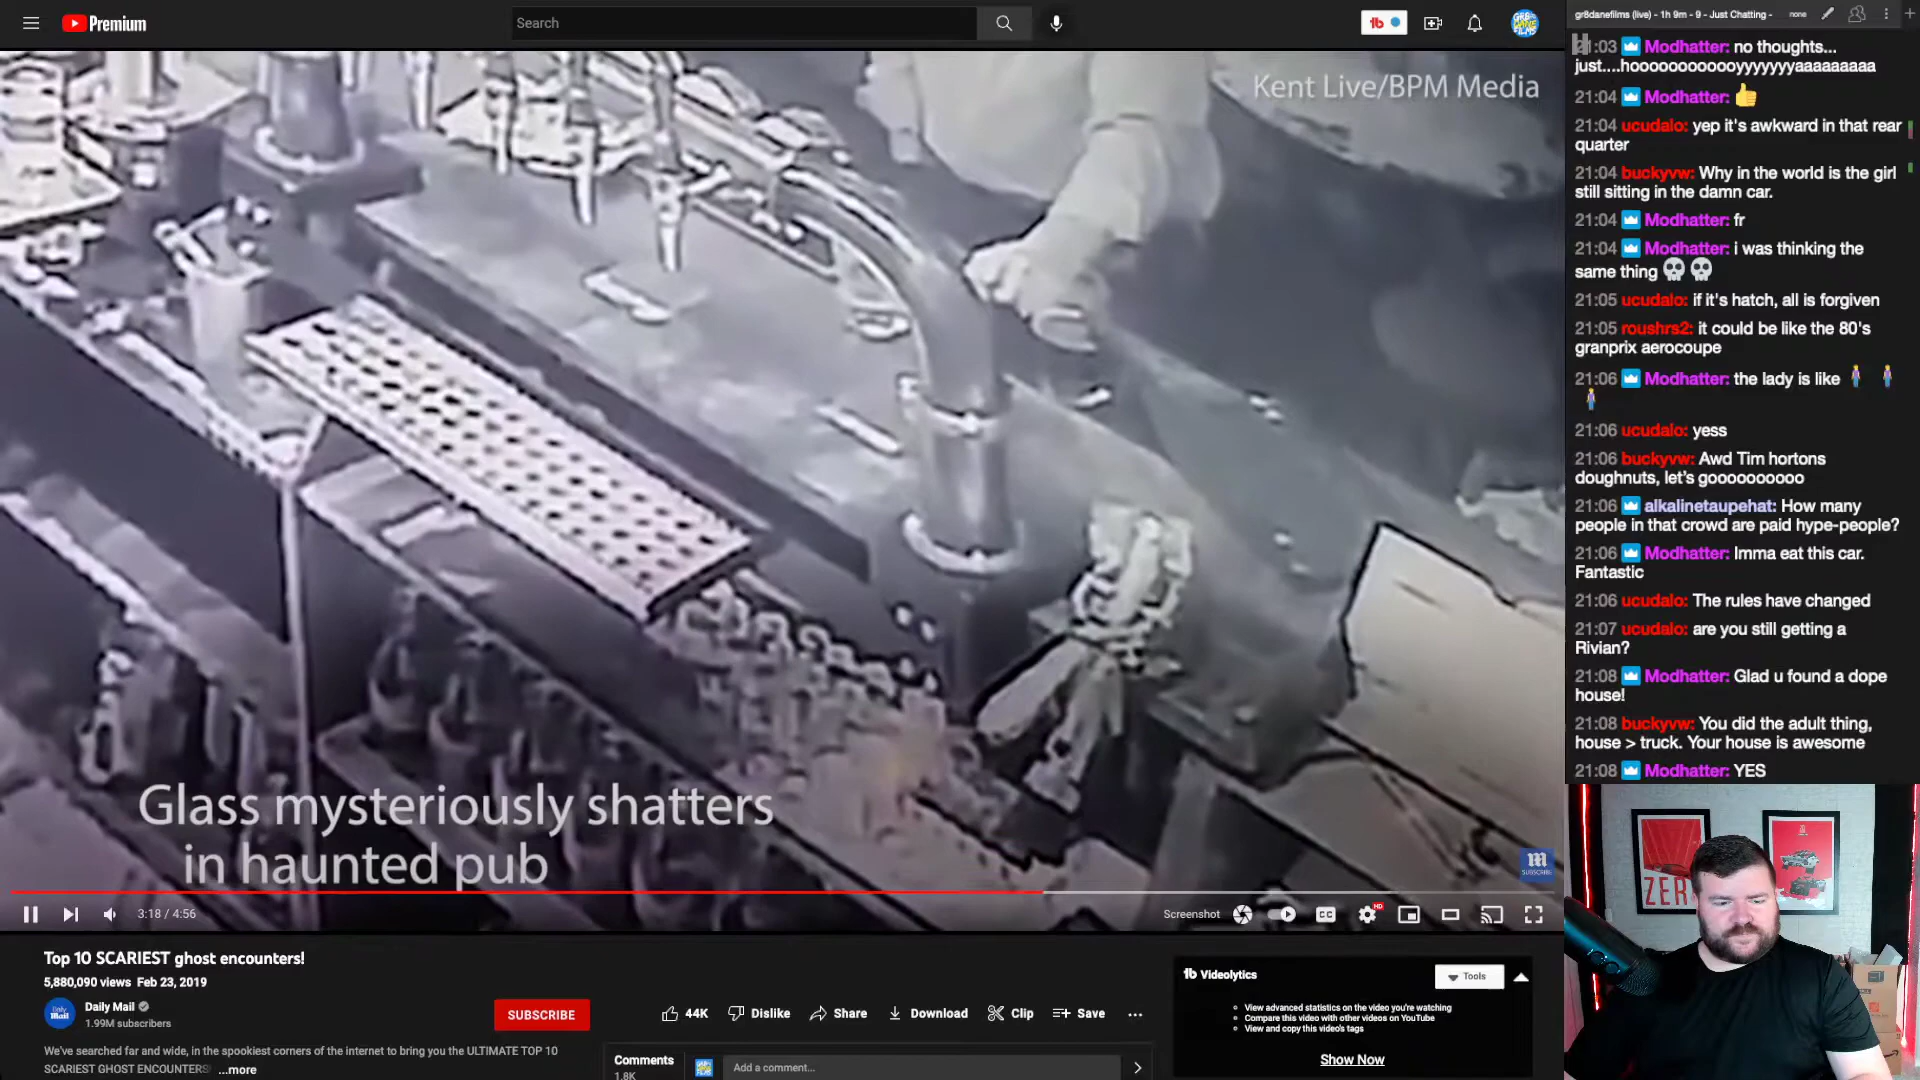 Premium
Search
gr8danefilms (live) - 1h 9m - 9 - Just Chatting -
none
Kent Live/BPM Media
21:03 Modhatter: no thoughts...
just....hooooooooooooyyyyyyyaaaaaaaaa
21:04 Modhatter:
21:04 ucudalo: yep it's awkward in that rear
quarter
21:04 buckyvw: Why in the world is the girl
still sitting in the damn car.
21:04 Modhatter: fr
21:04 Modhatter: i was thinking the
same thing
21:05 ucudalo: if it's hatch, all is forgiven
21:05 roushrs2: it could be like the 80's
granprix aerocoupe
21:06 Modhatter: the lady is like
21:06 ucudalo: yess
21:06 buckyvw: Awd Tim hortons
doughnuts, let's goooooooooo
21:06 alkalinetaupehat: How many
people in that crowd are paid hype-people?
21:06 Modhatter: Imma eat this car.
Fantastic
21:06 ucudalo: The rules have changed
21:07 ucudalo: are you still getting a
Rivian?
21:08 Modhatter: Glad u found a dope
house!
21:08 buckyvw: You did the adult thing,
house > truck. Your house is awesome
21:08 Modhatter: YES
Glass mysteriously shatters
in haunted pub
SUBSCRIBE
3:18 / 4:56
Screenshot
CC
HD
ZER
Top 10 SCARIEST ghost encounters!
5,880,090 views Feb 23, 2019
Daily Mail
1.99M subscribers
SUBSCRIBE
44K
Dislike
Share
Download
Clip
Save
We've searched far and wide, in the spookiest corners of the internet to bring you the ULTIMATE TOP 10
SCARIEST GHOST ENCOUNTERS
...more
Comments
1.8K
Add a comment...
tb Videolytics
Tools
View advanced statistics on the video you're watching
Compare this video with other videos on YouTube
View and copy this video's tags
Show Now